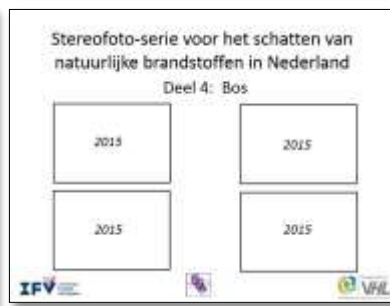 Stereofoto-serie voor het schatten van
natuurlijke brandstoffen in Nederland
Deel 4: Bos
2015
2015
2015
2015
IFV
VHL